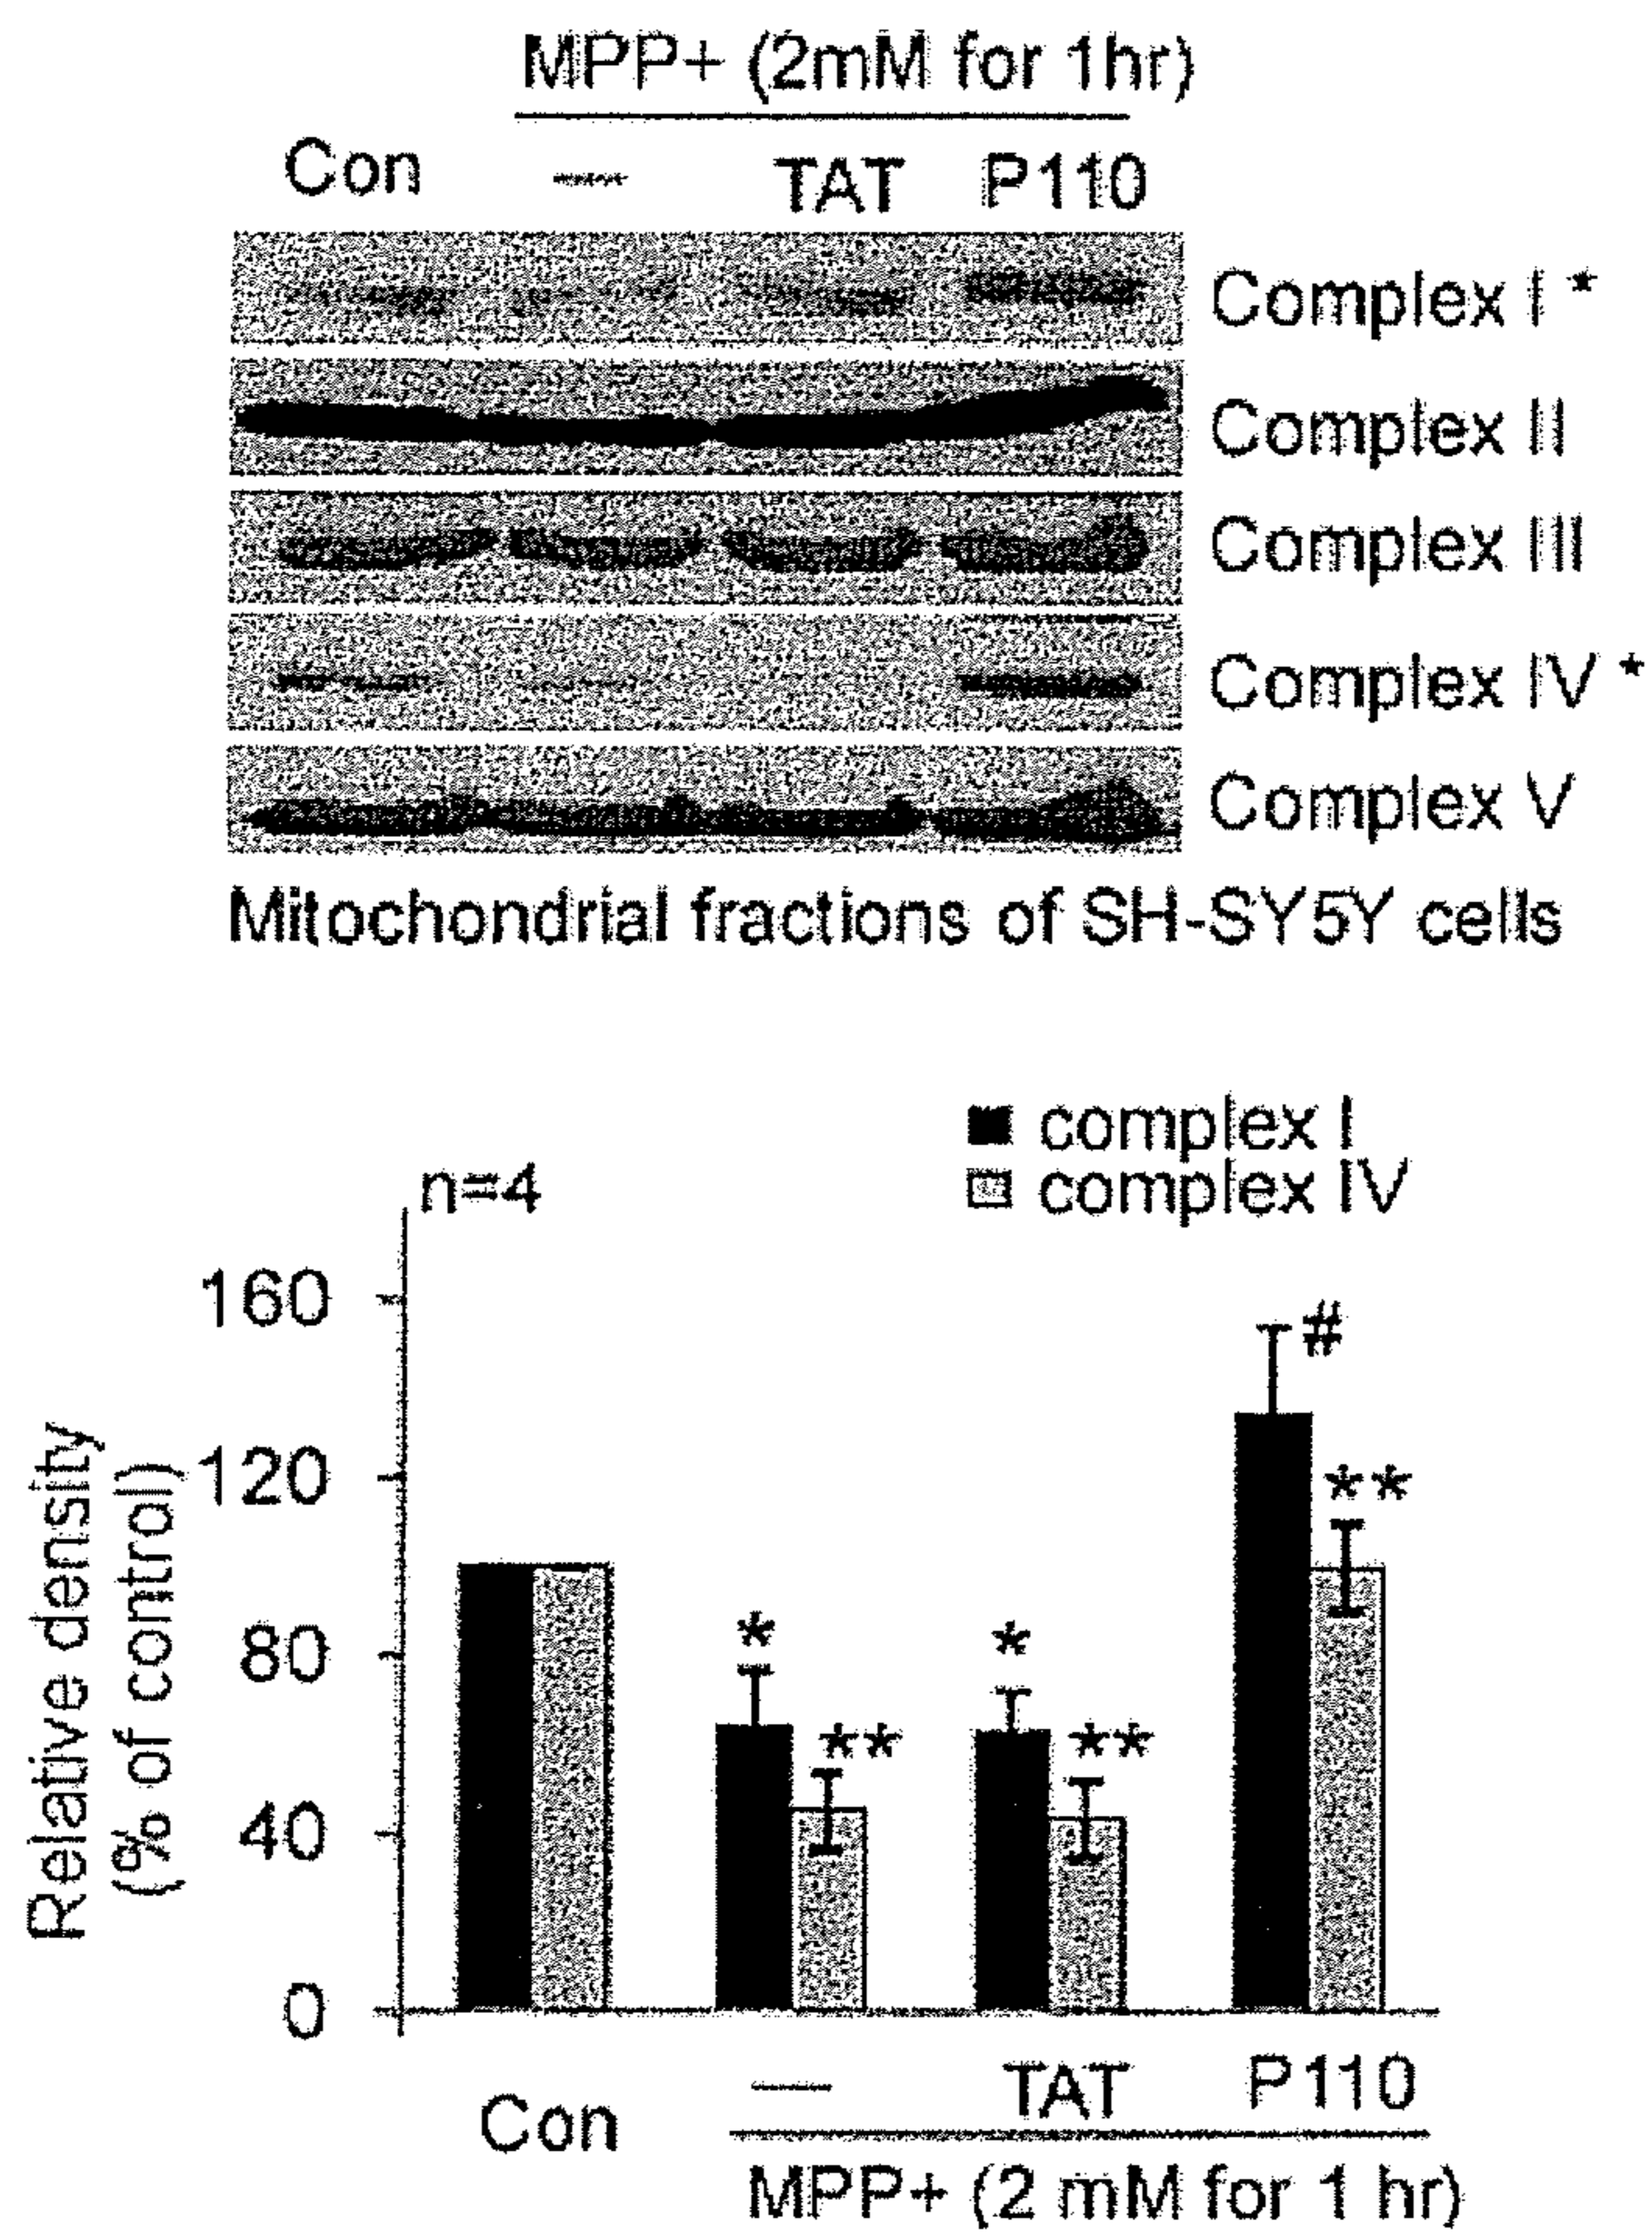 MPP+ (2mM for 1hr)
Con — TAT P110
Complex I *
Complex II
Complex III
Complex IV *
Complex V
Mitochondrial fractions of SH-SY5Y cells
complex I
complex IV
n=4
160
120
80
40
0
Relative density
(% of control)
#
**
*
**
*
**
Con — TAT P110
MPP+ (2 mM for 1 hr)